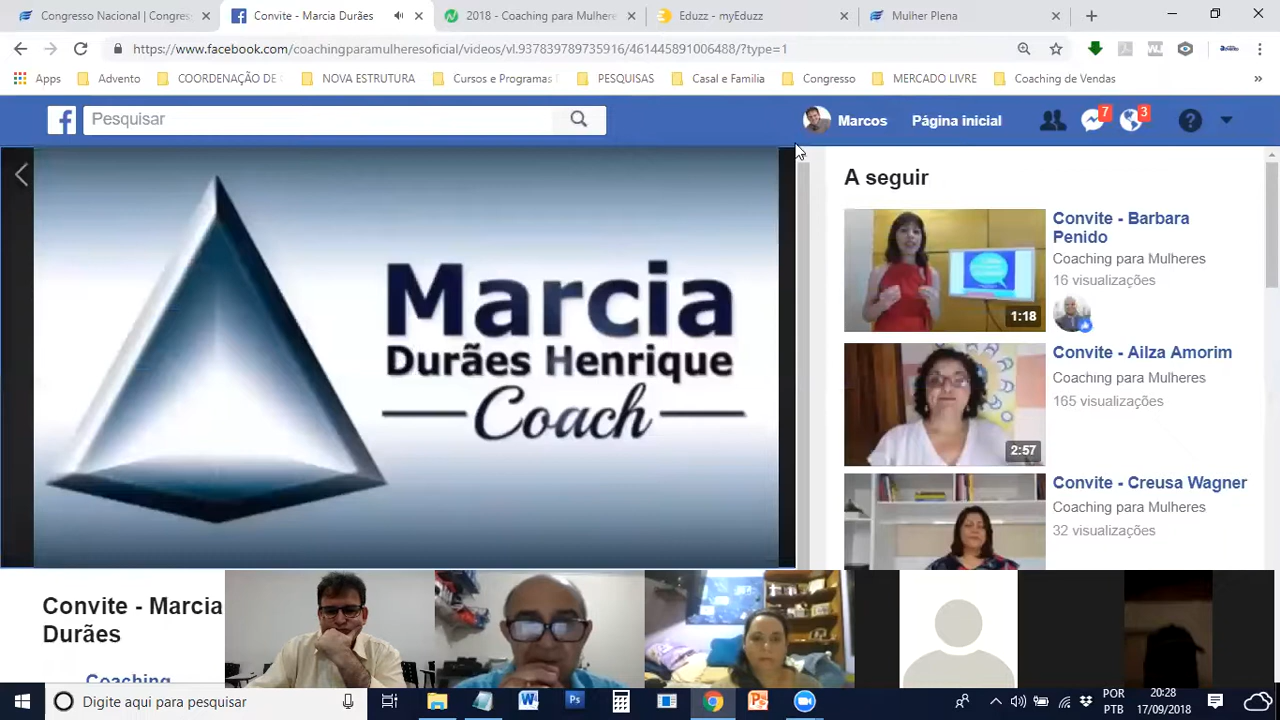 Congresso Nacional | Congres
Convite - Marcia Durães
2018 - Coaching para Mulhere
Eduzz - myEduzz
Mulher Plena
https://www.facebook.com/coachingparamulheresoficial/videos/vl.937839789735916/461445891006488/?type=1
Apps
Advento
COORDENAÇÃO DE
NOVA ESTRUTURA
Cursos e Programas
PESQUISAS
Casal e Familia
Congresso
MERCADO LIVRE
Coaching de Vendas
»
Pesquisar
Marcos
Página inicial
7
3
A seguir
Marcia
Durães Henrique
Coach
Convite - Barbara
Penido
Coaching para Mulheres
16 visualizações
1:18
Convite - Ailza Amorim
Coaching para Mulheres
165 visualizações
2:57
Convite - Creusa Wagner
Coaching para Mulheres
32 visualizações
Convite - Marcia
Durães
Coaching
Digite aqui para pesquisar
POR
PTB
20:28
17/09/2018